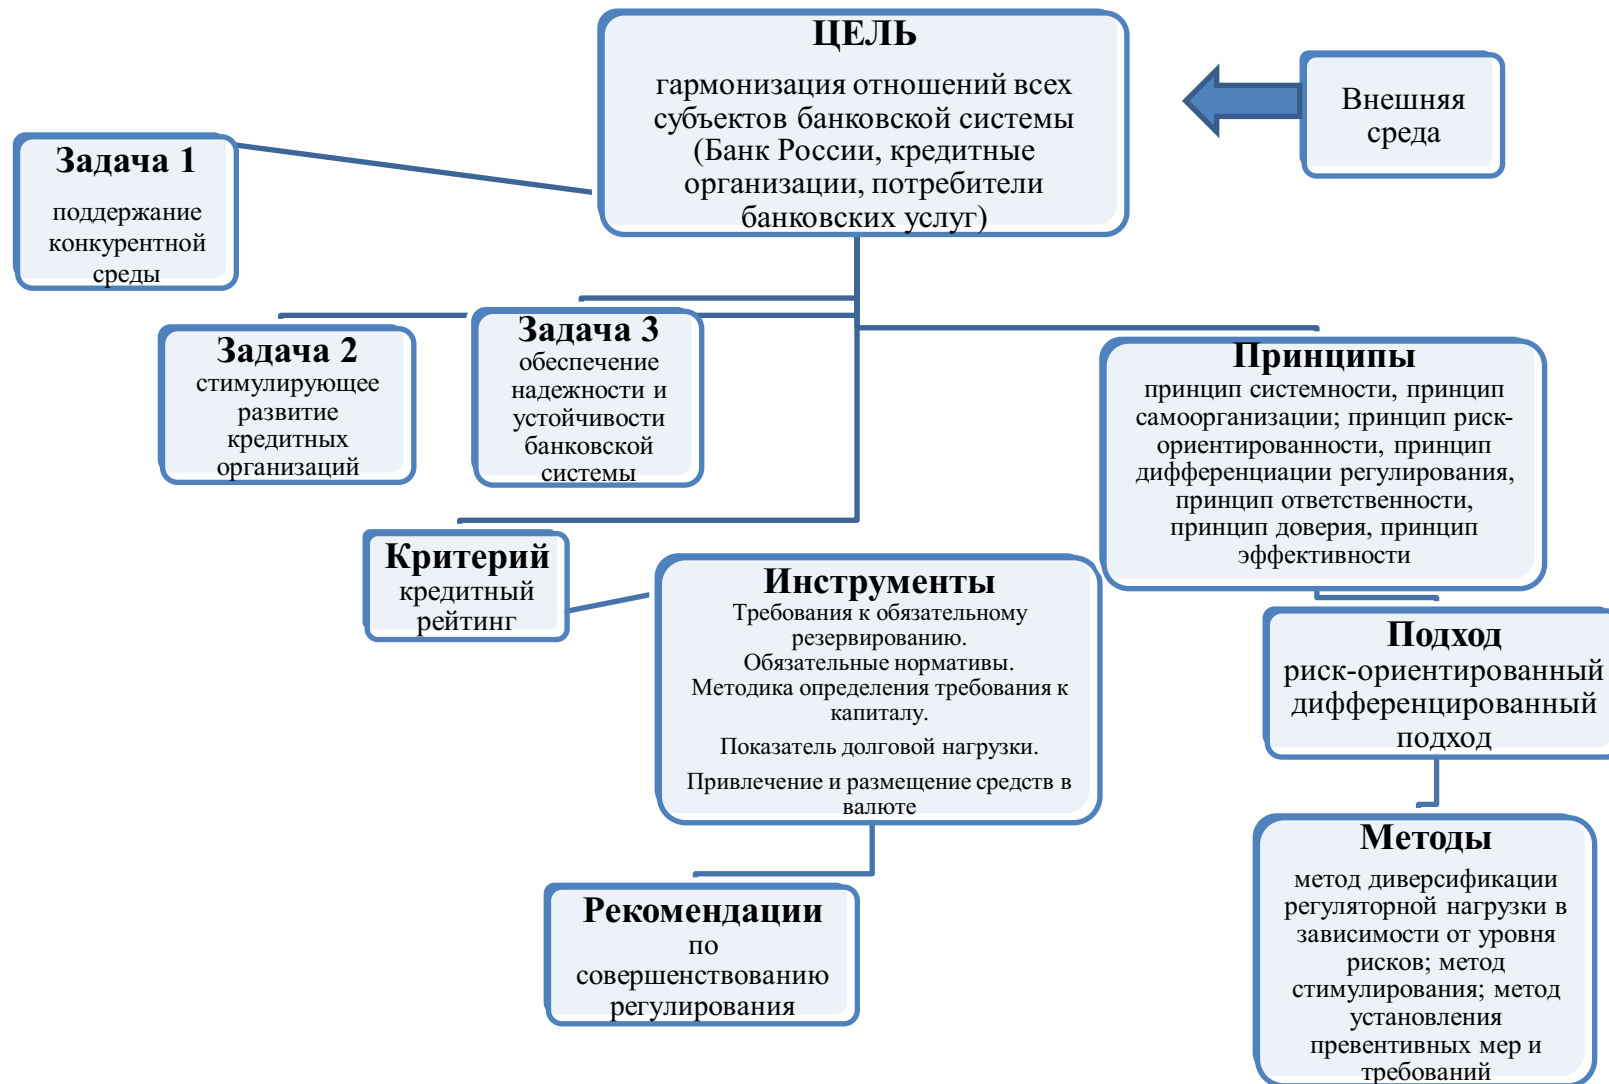 ЦЕЛЬ
гармонизация отношений всех
субъектов банковской системы
(Банк России, кредитные
организации, потребители
банковских услуг)
Внешняя
среда
Задача 1
поддержание
конкурентной
среды
Задача 2
стимулирующее
развитие
кредитных
организаций
Задача 3
обеспечение
надежности и
устойчивости
банковской
системы
Принципы
принцип системности, принцип
самоорганизации; принцип риск-
ориентированности, принцип
дифференциации регулирования,
принцип ответственности,
принцип доверия, принцип
эффективности
Критерий
кредитный
рейтинг
Инструменты
Требования к обязательному
резервированию.
Обязательные нормативы.
Методика определения требования к
капиталу.
Показатель долговой нагрузки.
Привлечение и размещение средств в
валюте
Подход
риск-ориентированный
дифференцированный
подход
Рекомендации
по
совершенствованию
регулирования
Методы
метод диверсификации
регуляторной нагрузки в
зависимости от уровня
рисков; метод
стимулирования; метод
установления
превентивных мер и
требований